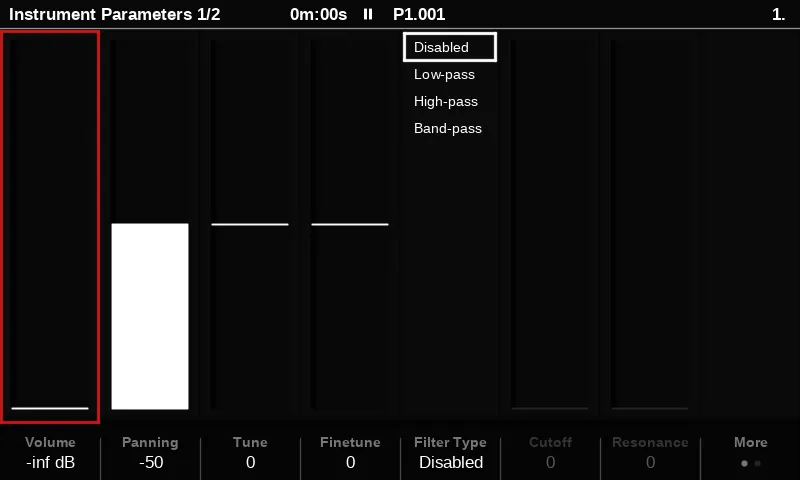 Instrument Parameters 1/2 0m:00s P1.001 1.
Disabled
Low-pass
High-pass
Band-pass
Volume Panning Tune Finetune Filter Type Cutoff Resonance More
-inf dB -50 0 0 Disabled 0 0